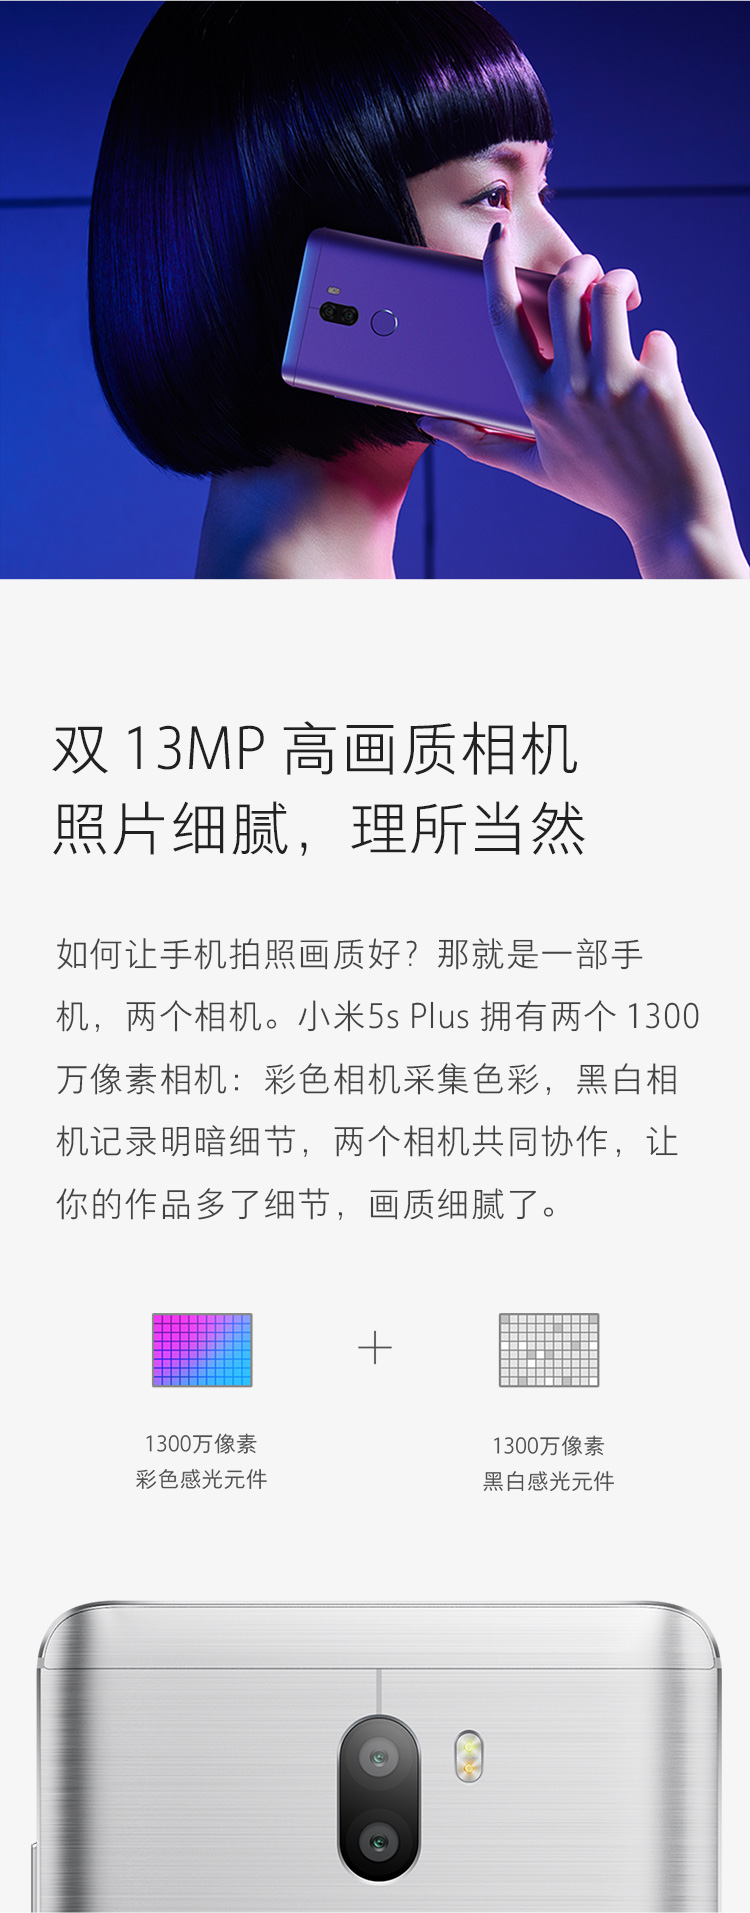 双 13MP 高画质相机
照片细腻，理所当然
如何让手机拍照画质好？那就是一部手
机，两个相机。小米5s Plus 拥有两个 1300
万像素相机：彩色相机采集色彩，黑白相
机记录明暗细节，两个相机共同协作，让
你的作品多了细节，画质细腻了。
1300万像素
彩色感光元件
1300万像素
黑白感光元件